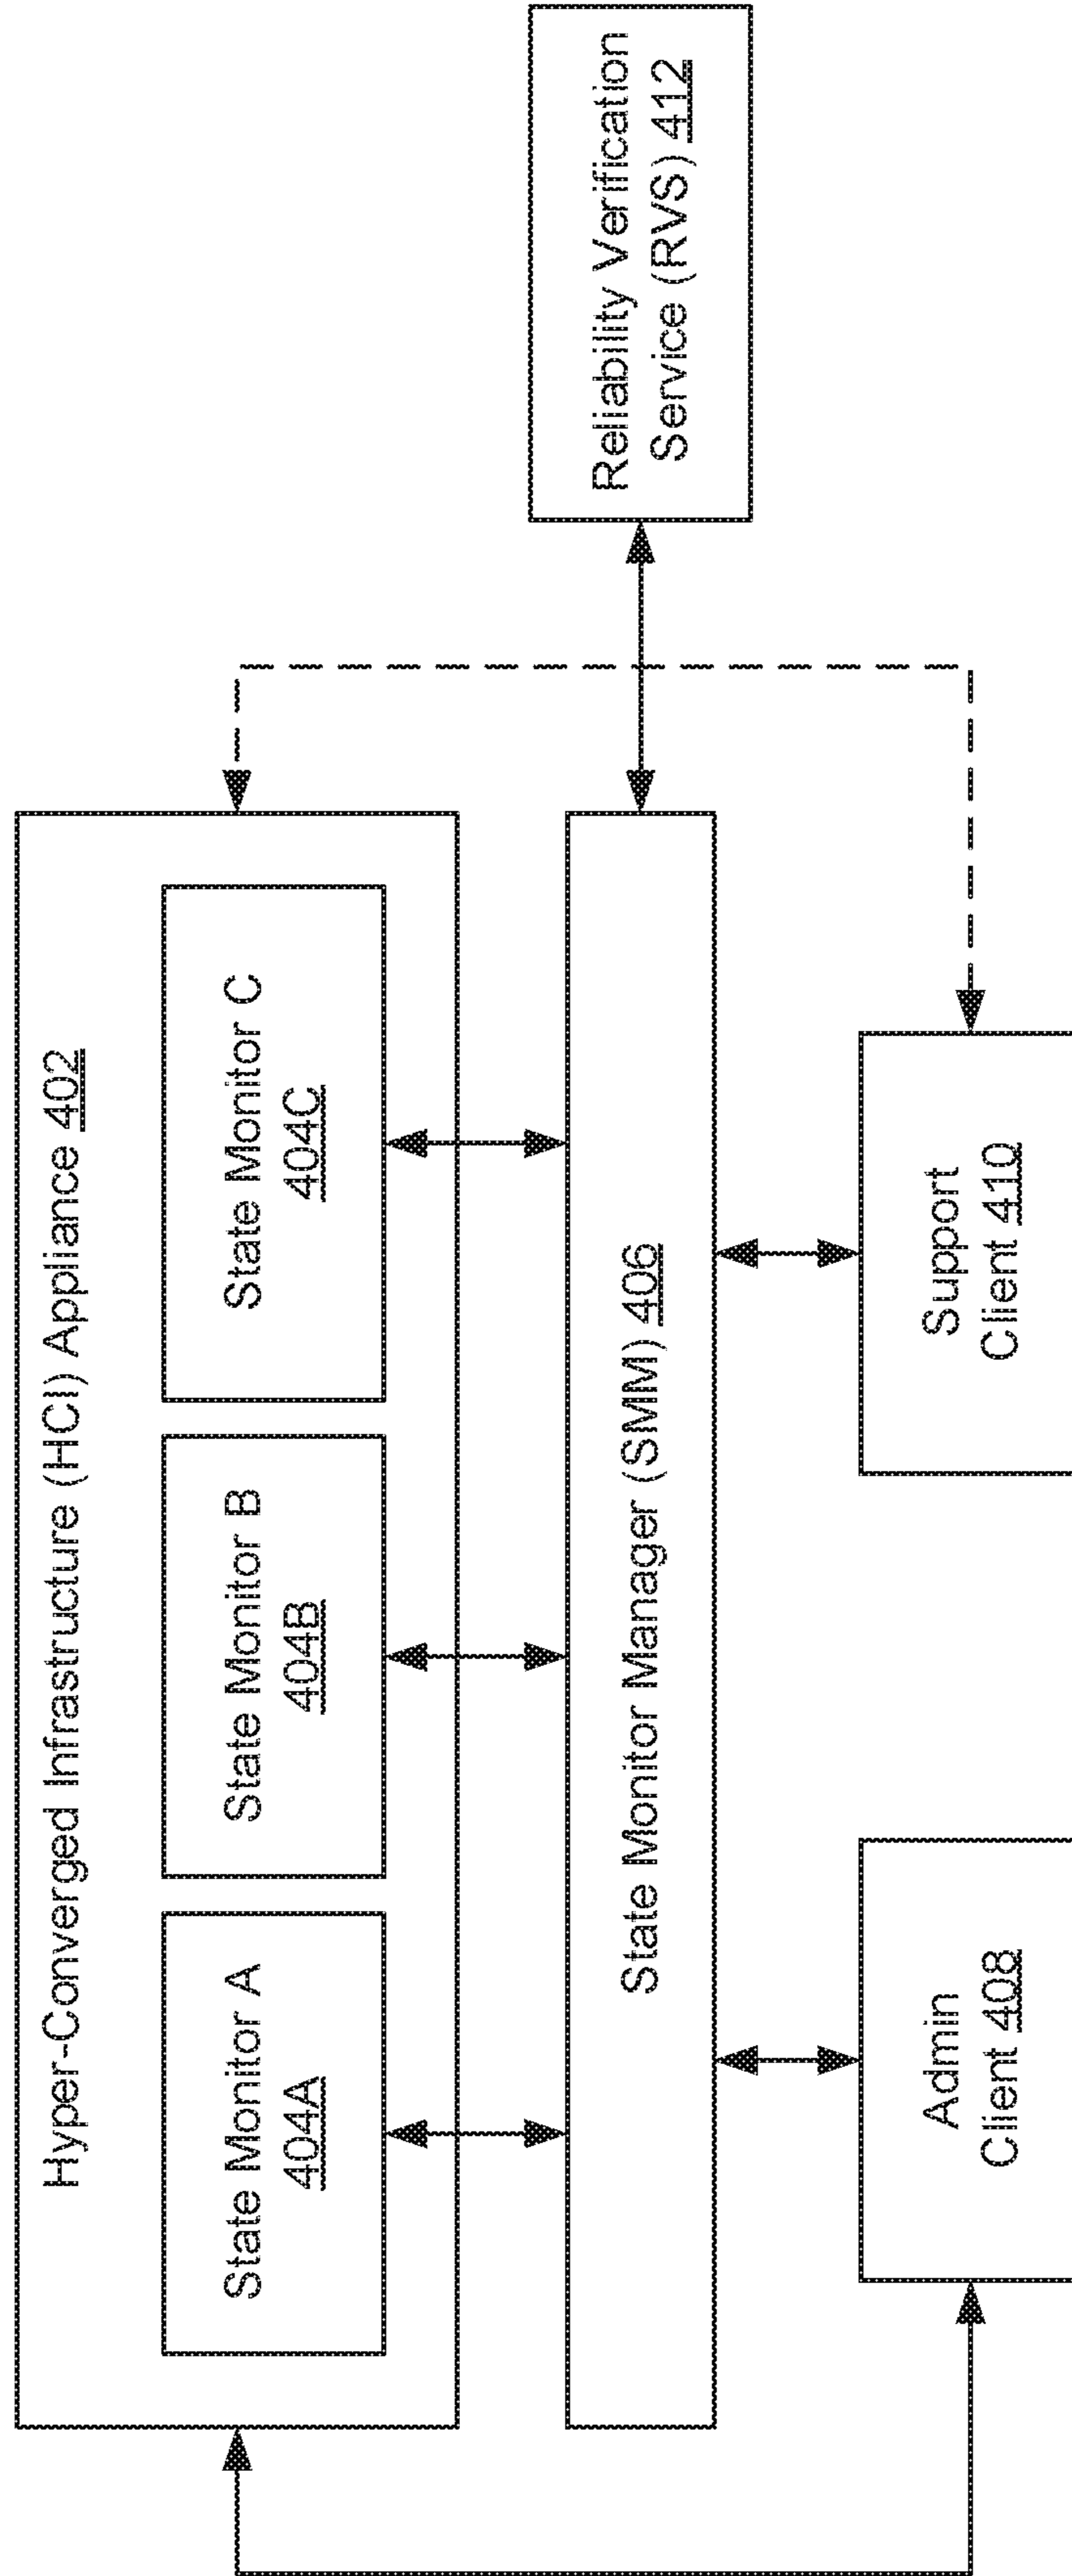 Hyper-Converged Infrastructure (HCI) Appliance 402
State Monitor A
404A
State Monitor B
404B
State Monitor C
404C
State Monitor Manager (SMM) 406
Reliability Verification
Service (RVS) 412
Admin
Client 408
Support
Client 410